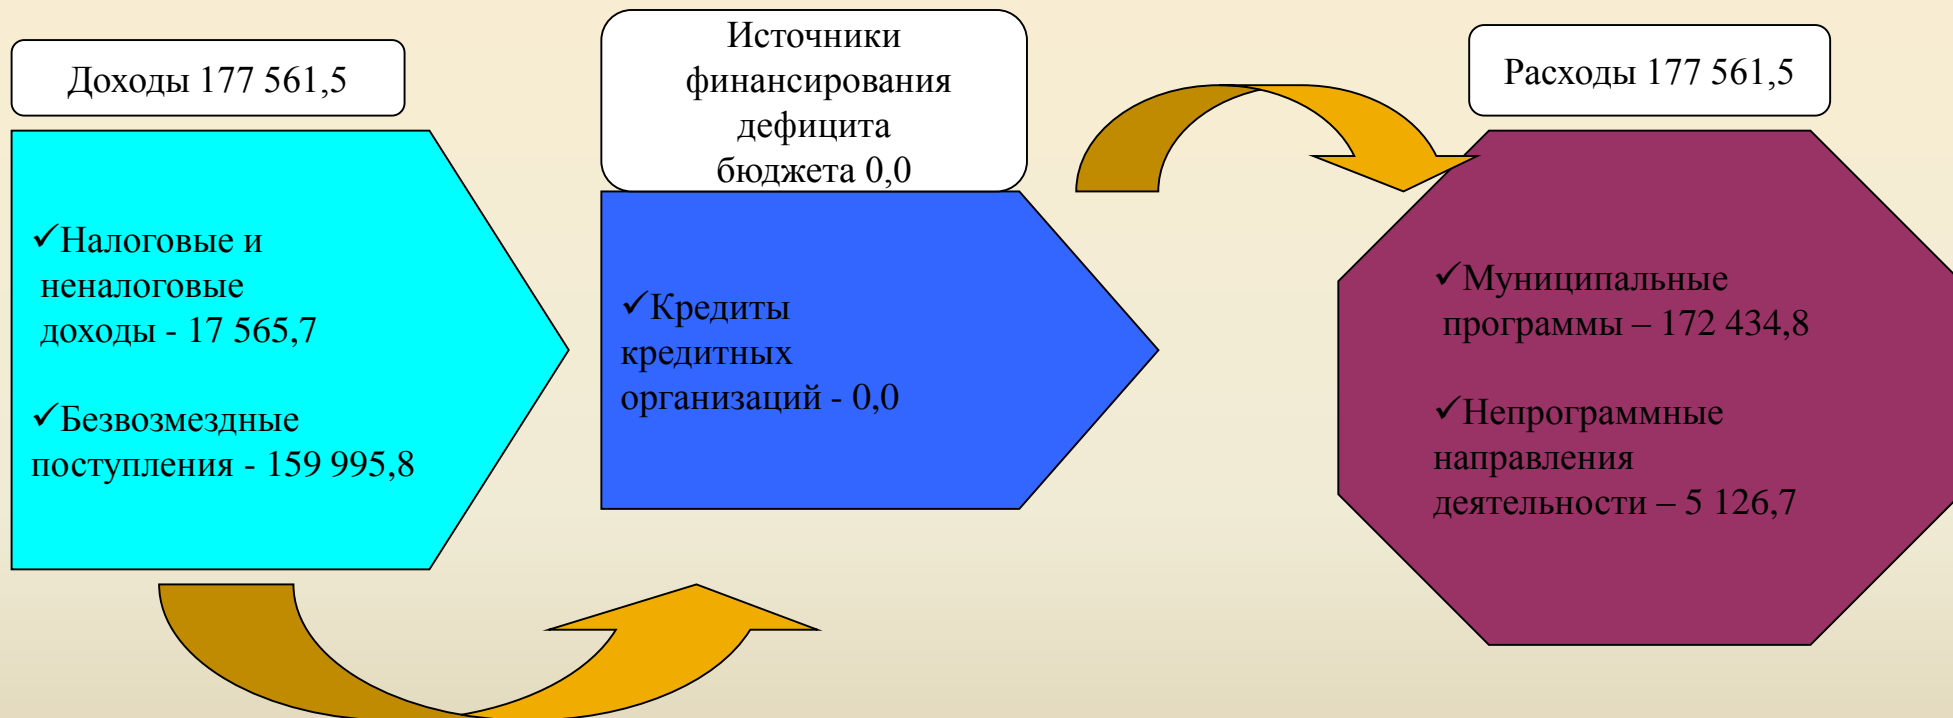 Доходы 177 561,5
✓Налоговые и
неналоговые
доходы - 17 565,7
✓Безвозмездные
поступления - 159 995,8
Источники
финансирования
дефицита
бюджета 0,0
✓Кредиты
кредитных
организаций - 0,0
Расходы 177 561,5
✓Муниципальные
программы – 172 434,8
✓Непрограммные
направления
деятельности – 5 126,7